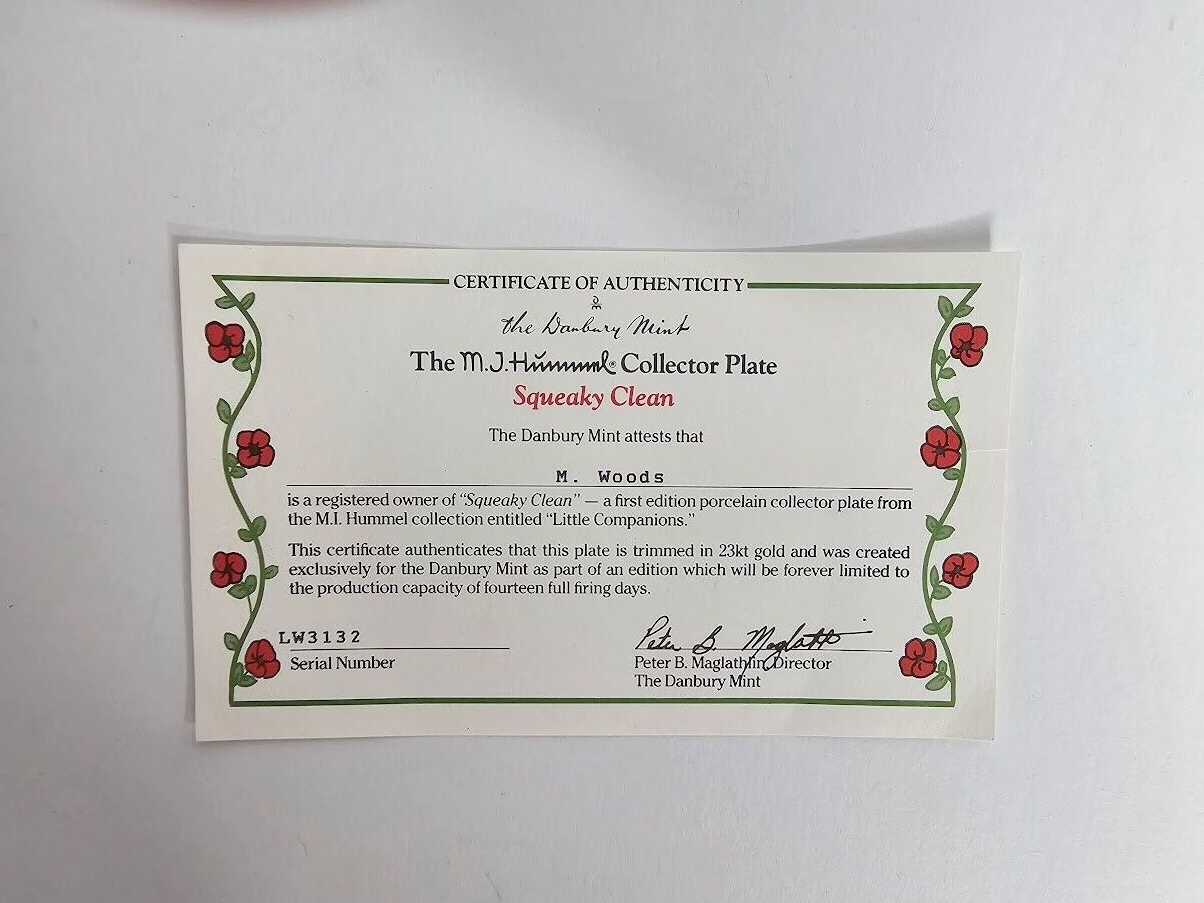 CERTIFICATE OF AUTHENTICITY
the Danbury Mint
The M.J.Hummel® Collector Plate
Squeaky Clean
The Danbury Mint attests that
M. Woods
is a registered owner of "Squeaky Clean" — a first edition porcelain collector plate from
the M.I. Hummel collection entitled "Little Companions."
This certificate authenticates that this plate is trimmed in 23kt gold and was created
exclusively for the Danbury Mint as part of an edition which will be forever limited to
the production capacity of fourteen full firing days.
LW3132
Serial Number
Peter B. Maglathlin
Peter B. Maglathlin, Director
The Danbury Mint